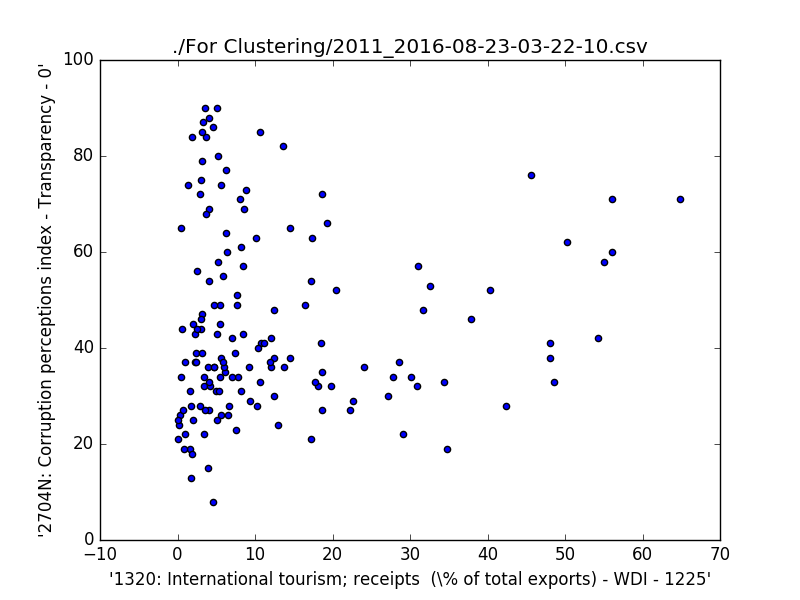 ./For Clustering/2011_2016-08-23-03-22-10.csv
'2704N: Corruption perceptions index - Transparency - 0'
100
80
60
40
20
0
−10 0 10 20 30 40 50 60 70
'1320: International tourism; receipts (\% of total exports) - WDI - 1225'